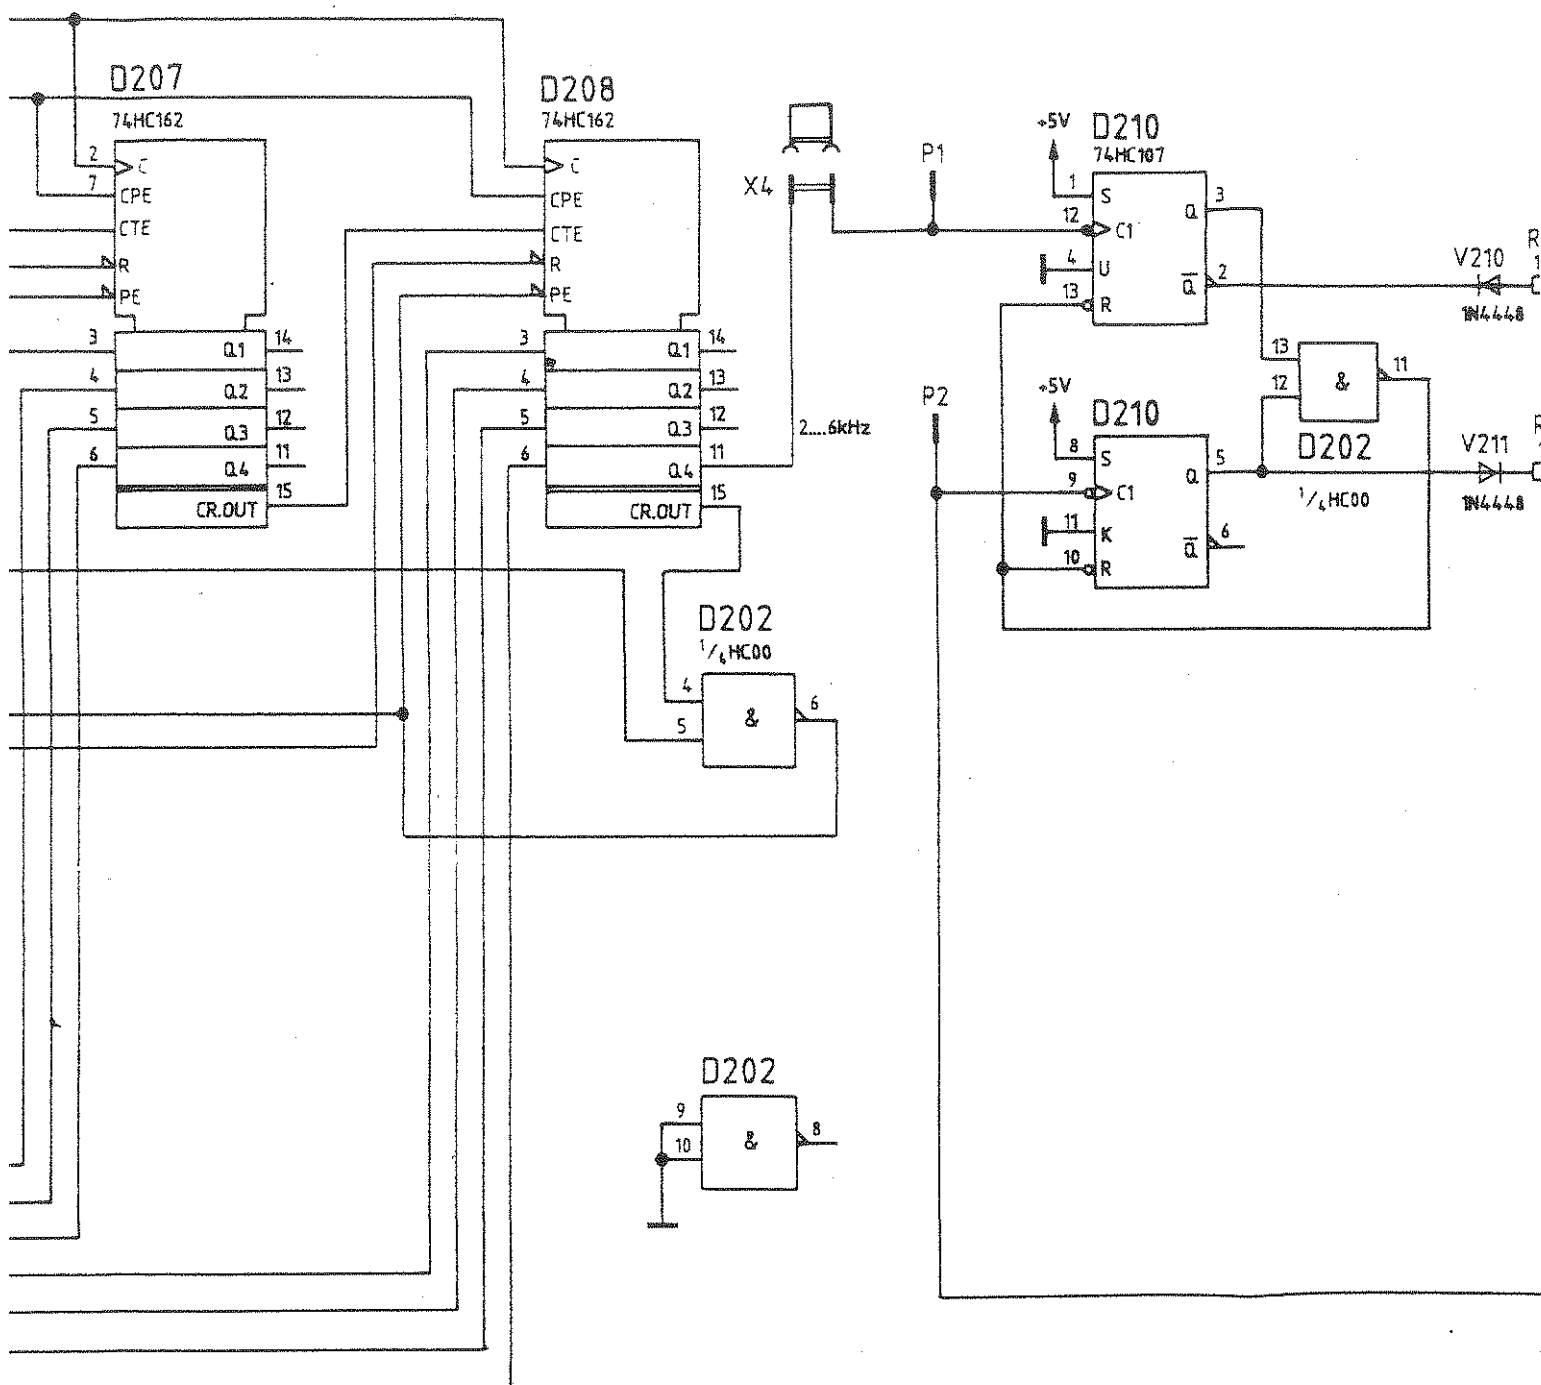 D207
74HC162
2
C
7
CPE
CTE
R
PE
3
Q1
14
4
Q2
13
5
Q3
12
6
Q4
11
CR.OUT
15
D208
74HC162
C
CPE
CTE
R
PE
3
Q1
14
4
Q2
13
5
Q3
12
6
Q4
11
CR.OUT
15
X4
2....6kHz
P1
+5V
D210
74HC107
1
S
12
C1
4
U
13
R
Q
3
Q̅
2
V210
1N4448
R
1
P2
+5V
D210
8
S
9
C1
11
K
10
R
Q
5
Q̅
6
13
12
&
11
D202
1/4HC00
V211
1N4448
R
D202
1/4HC00
4
5
&
6
D202
9
10
&
8